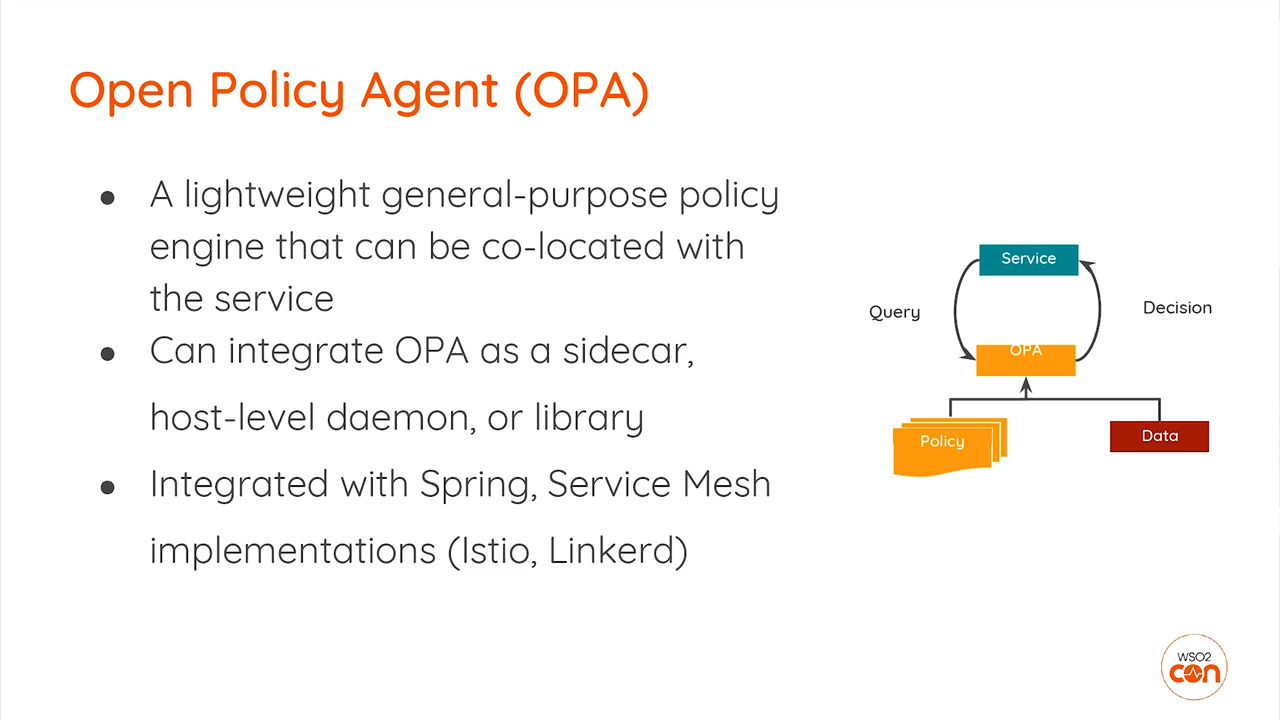 Open Policy Agent (OPA)
● A lightweight general-purpose policy
engine that can be co-located with
the service
● Can integrate OPA as a sidecar,
host-level daemon, or library
● Integrated with Spring, Service Mesh
implementations (Istio, Linkerd)
Service
Query
Decision
OPA
Policy
Data
WSO2
con